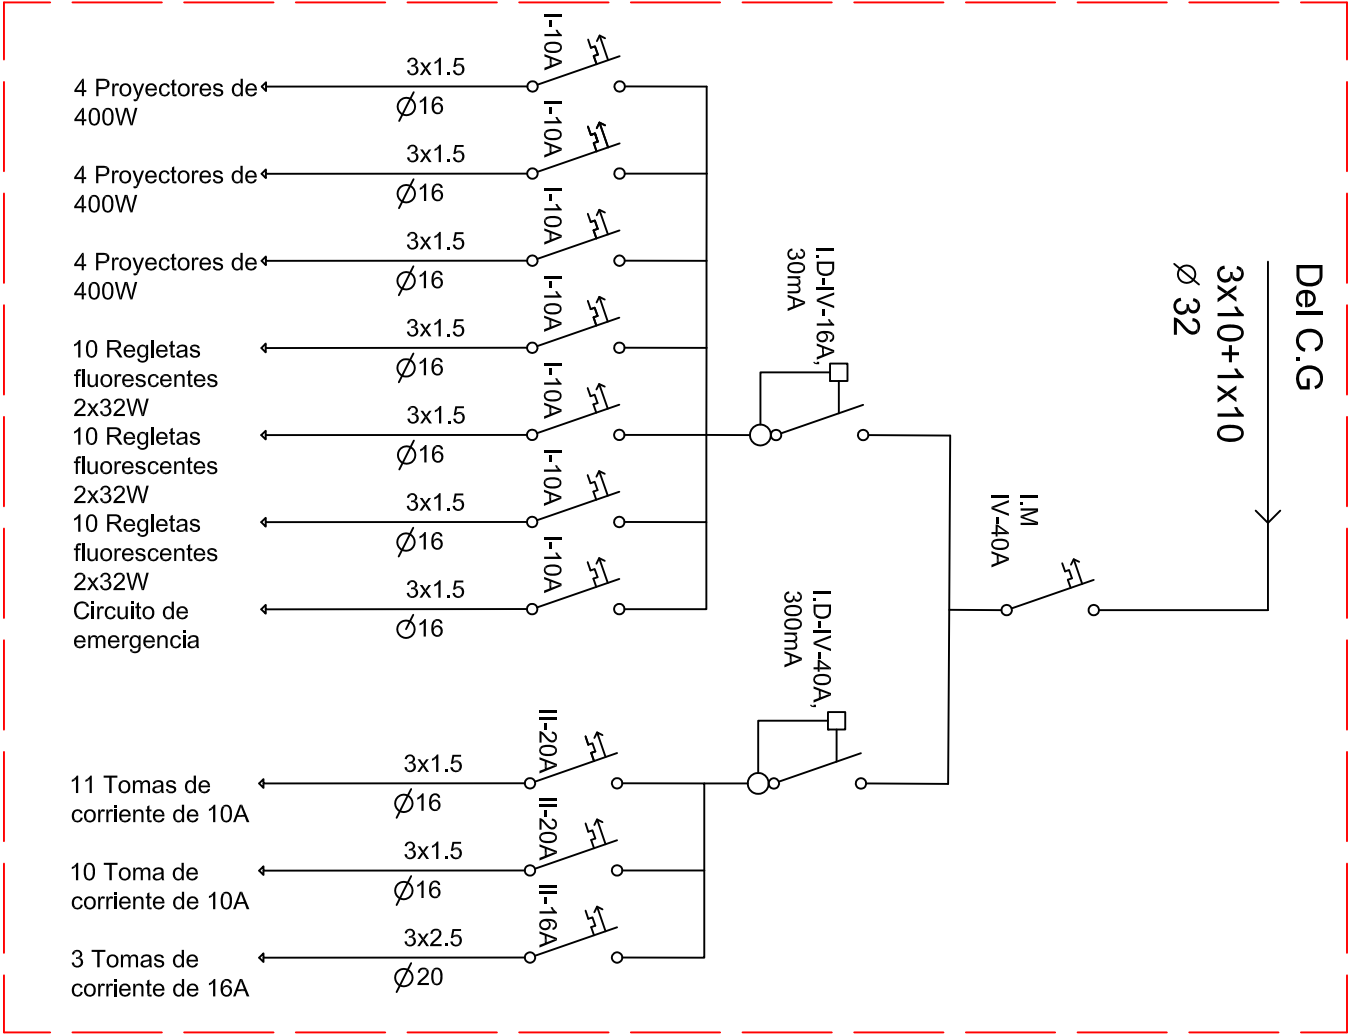 I-10A
3x1.5
4 Proyectores de
400W
Ø16
I-10A
3x1.5
4 Proyectores de
400W
Ø16
I-10A
3x1.5
4 Proyectores de
400W
Ø16
I-10A
3x1.5
10 Regletas
fluorescentes
2x32W
Ø16
I-10A
3x1.5
10 Regletas
fluorescentes
2x32W
Ø16
I-10A
3x1.5
10 Regletas
fluorescentes
2x32W
Ø16
I-10A
3x1.5
Circuito de
emergencia
Ø16
I.D-IV-16A,
30mA
Del C.G
3x10+1x10
Ø 32
I.M
IV-40A
I.D-IV-40A,
300mA
II-20A
3x1.5
11 Tomas de
corriente de 10A
Ø16
II-20A
3x1.5
10 Toma de
corriente de 10A
Ø16
II-16A
3x2.5
3 Tomas de
corriente de 16A
Ø20